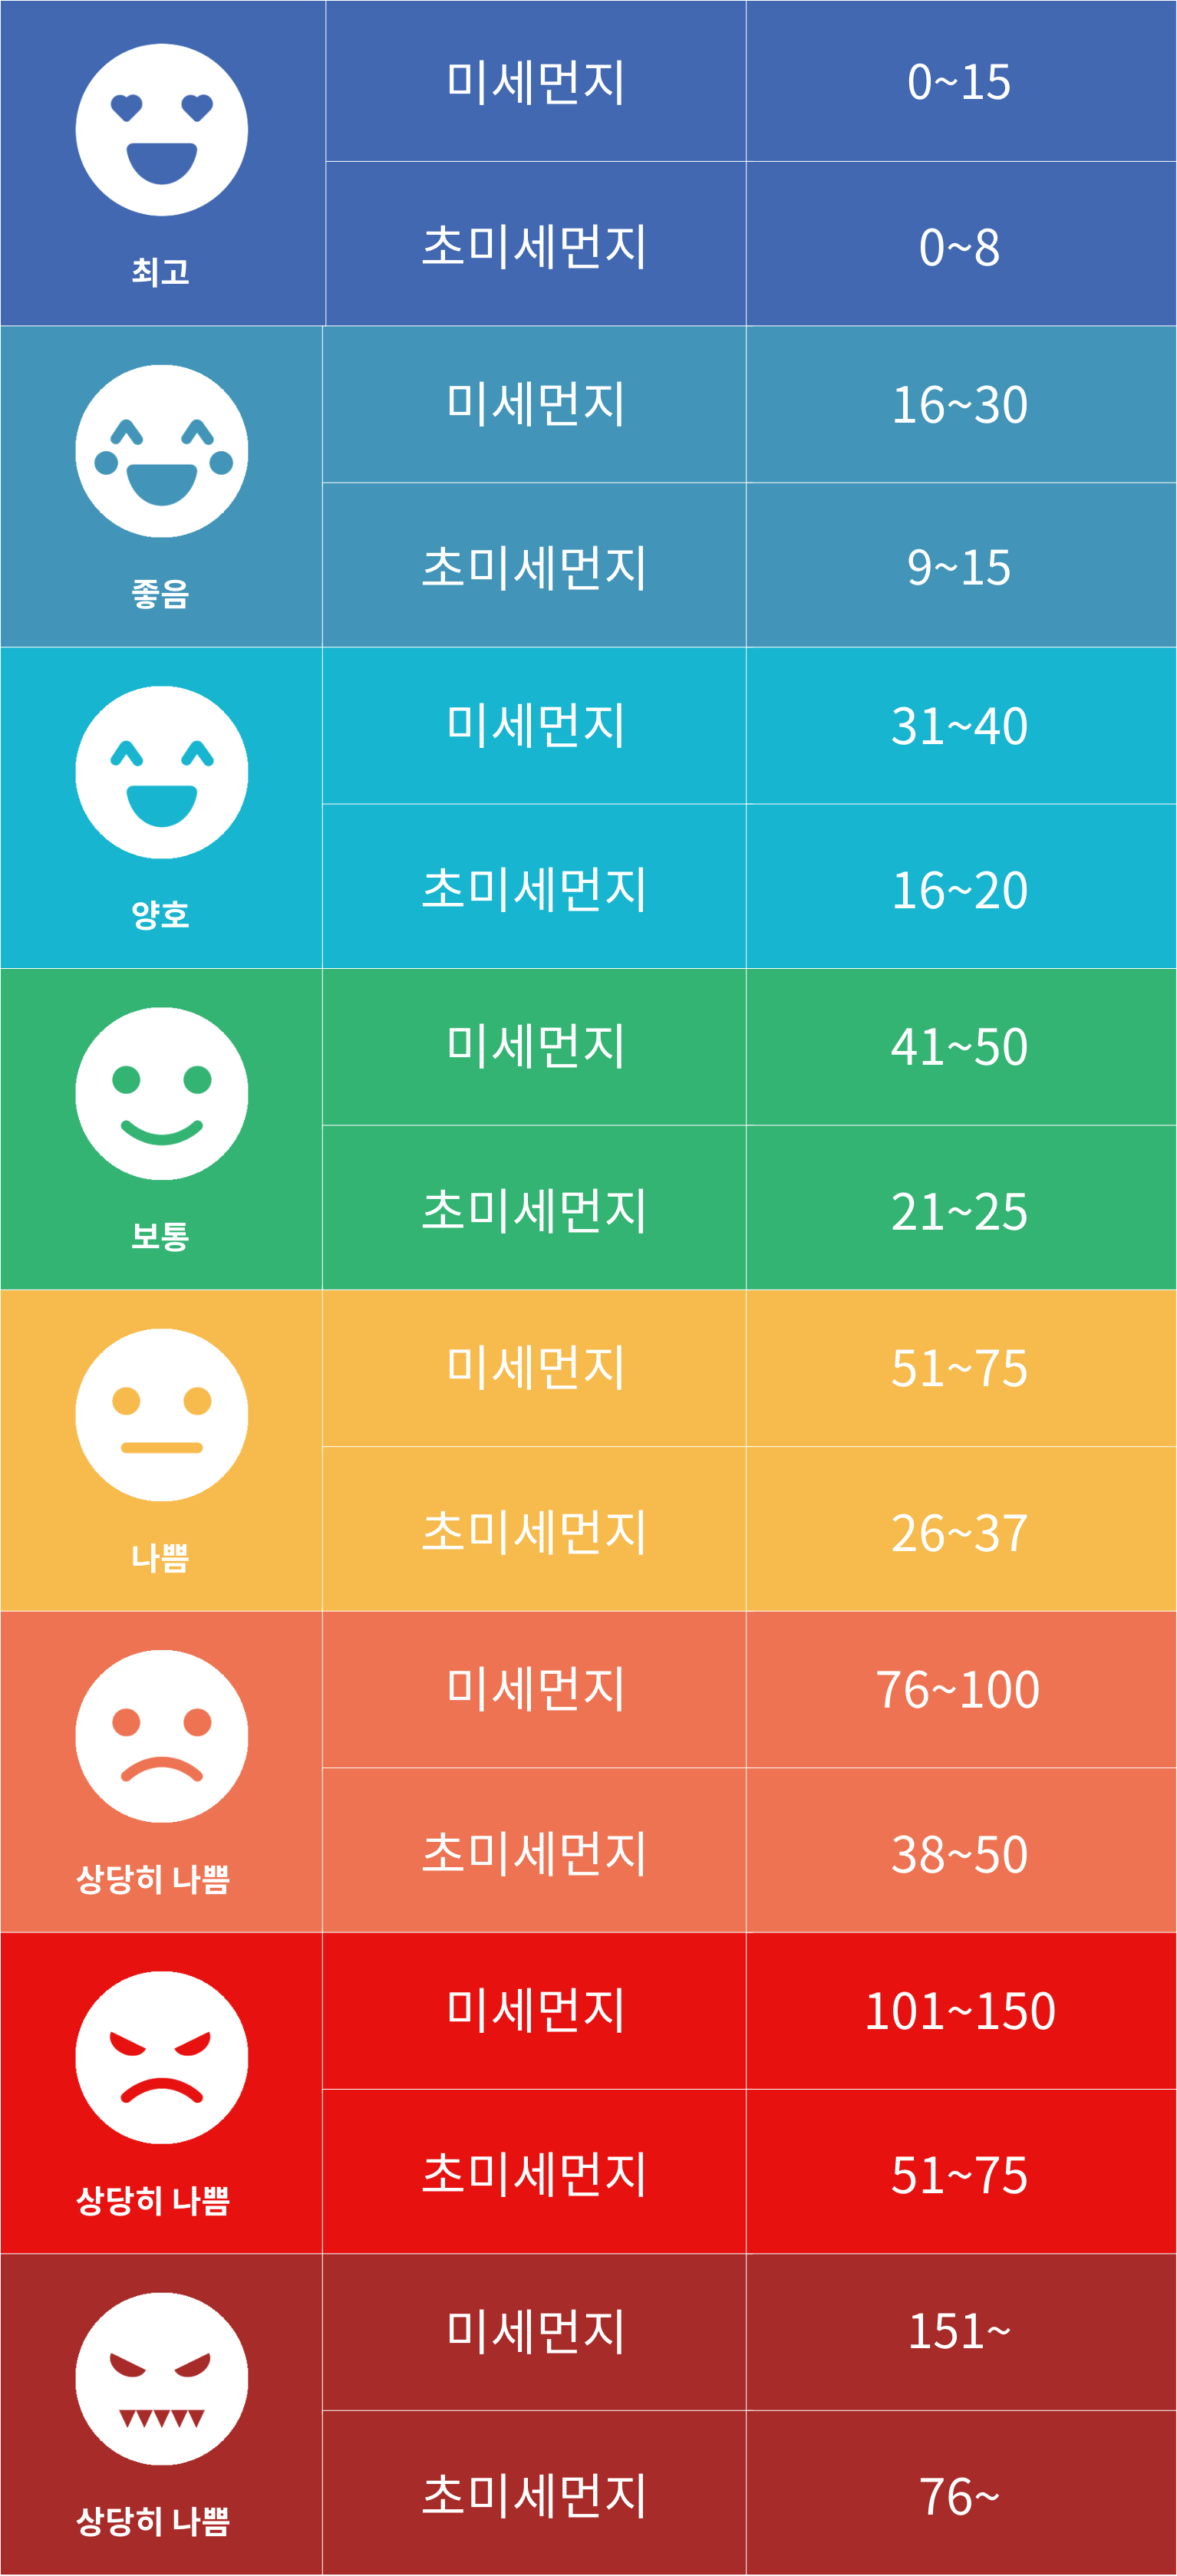 미세먼지 0~15
초미세먼지 0~8
최고
미세먼지 16~30
초미세먼지 9~15
좋음
미세먼지 31~40
초미세먼지 16~20
양호
미세먼지 41~50
초미세먼지 21~25
보통
미세먼지 51~75
초미세먼지 26~37
나쁨
미세먼지 76~100
초미세먼지 38~50
상당히 나쁨
미세먼지 101~150
초미세먼지 51~75
상당히 나쁨
미세먼지 151~
초미세먼지 76~
상당히 나쁨